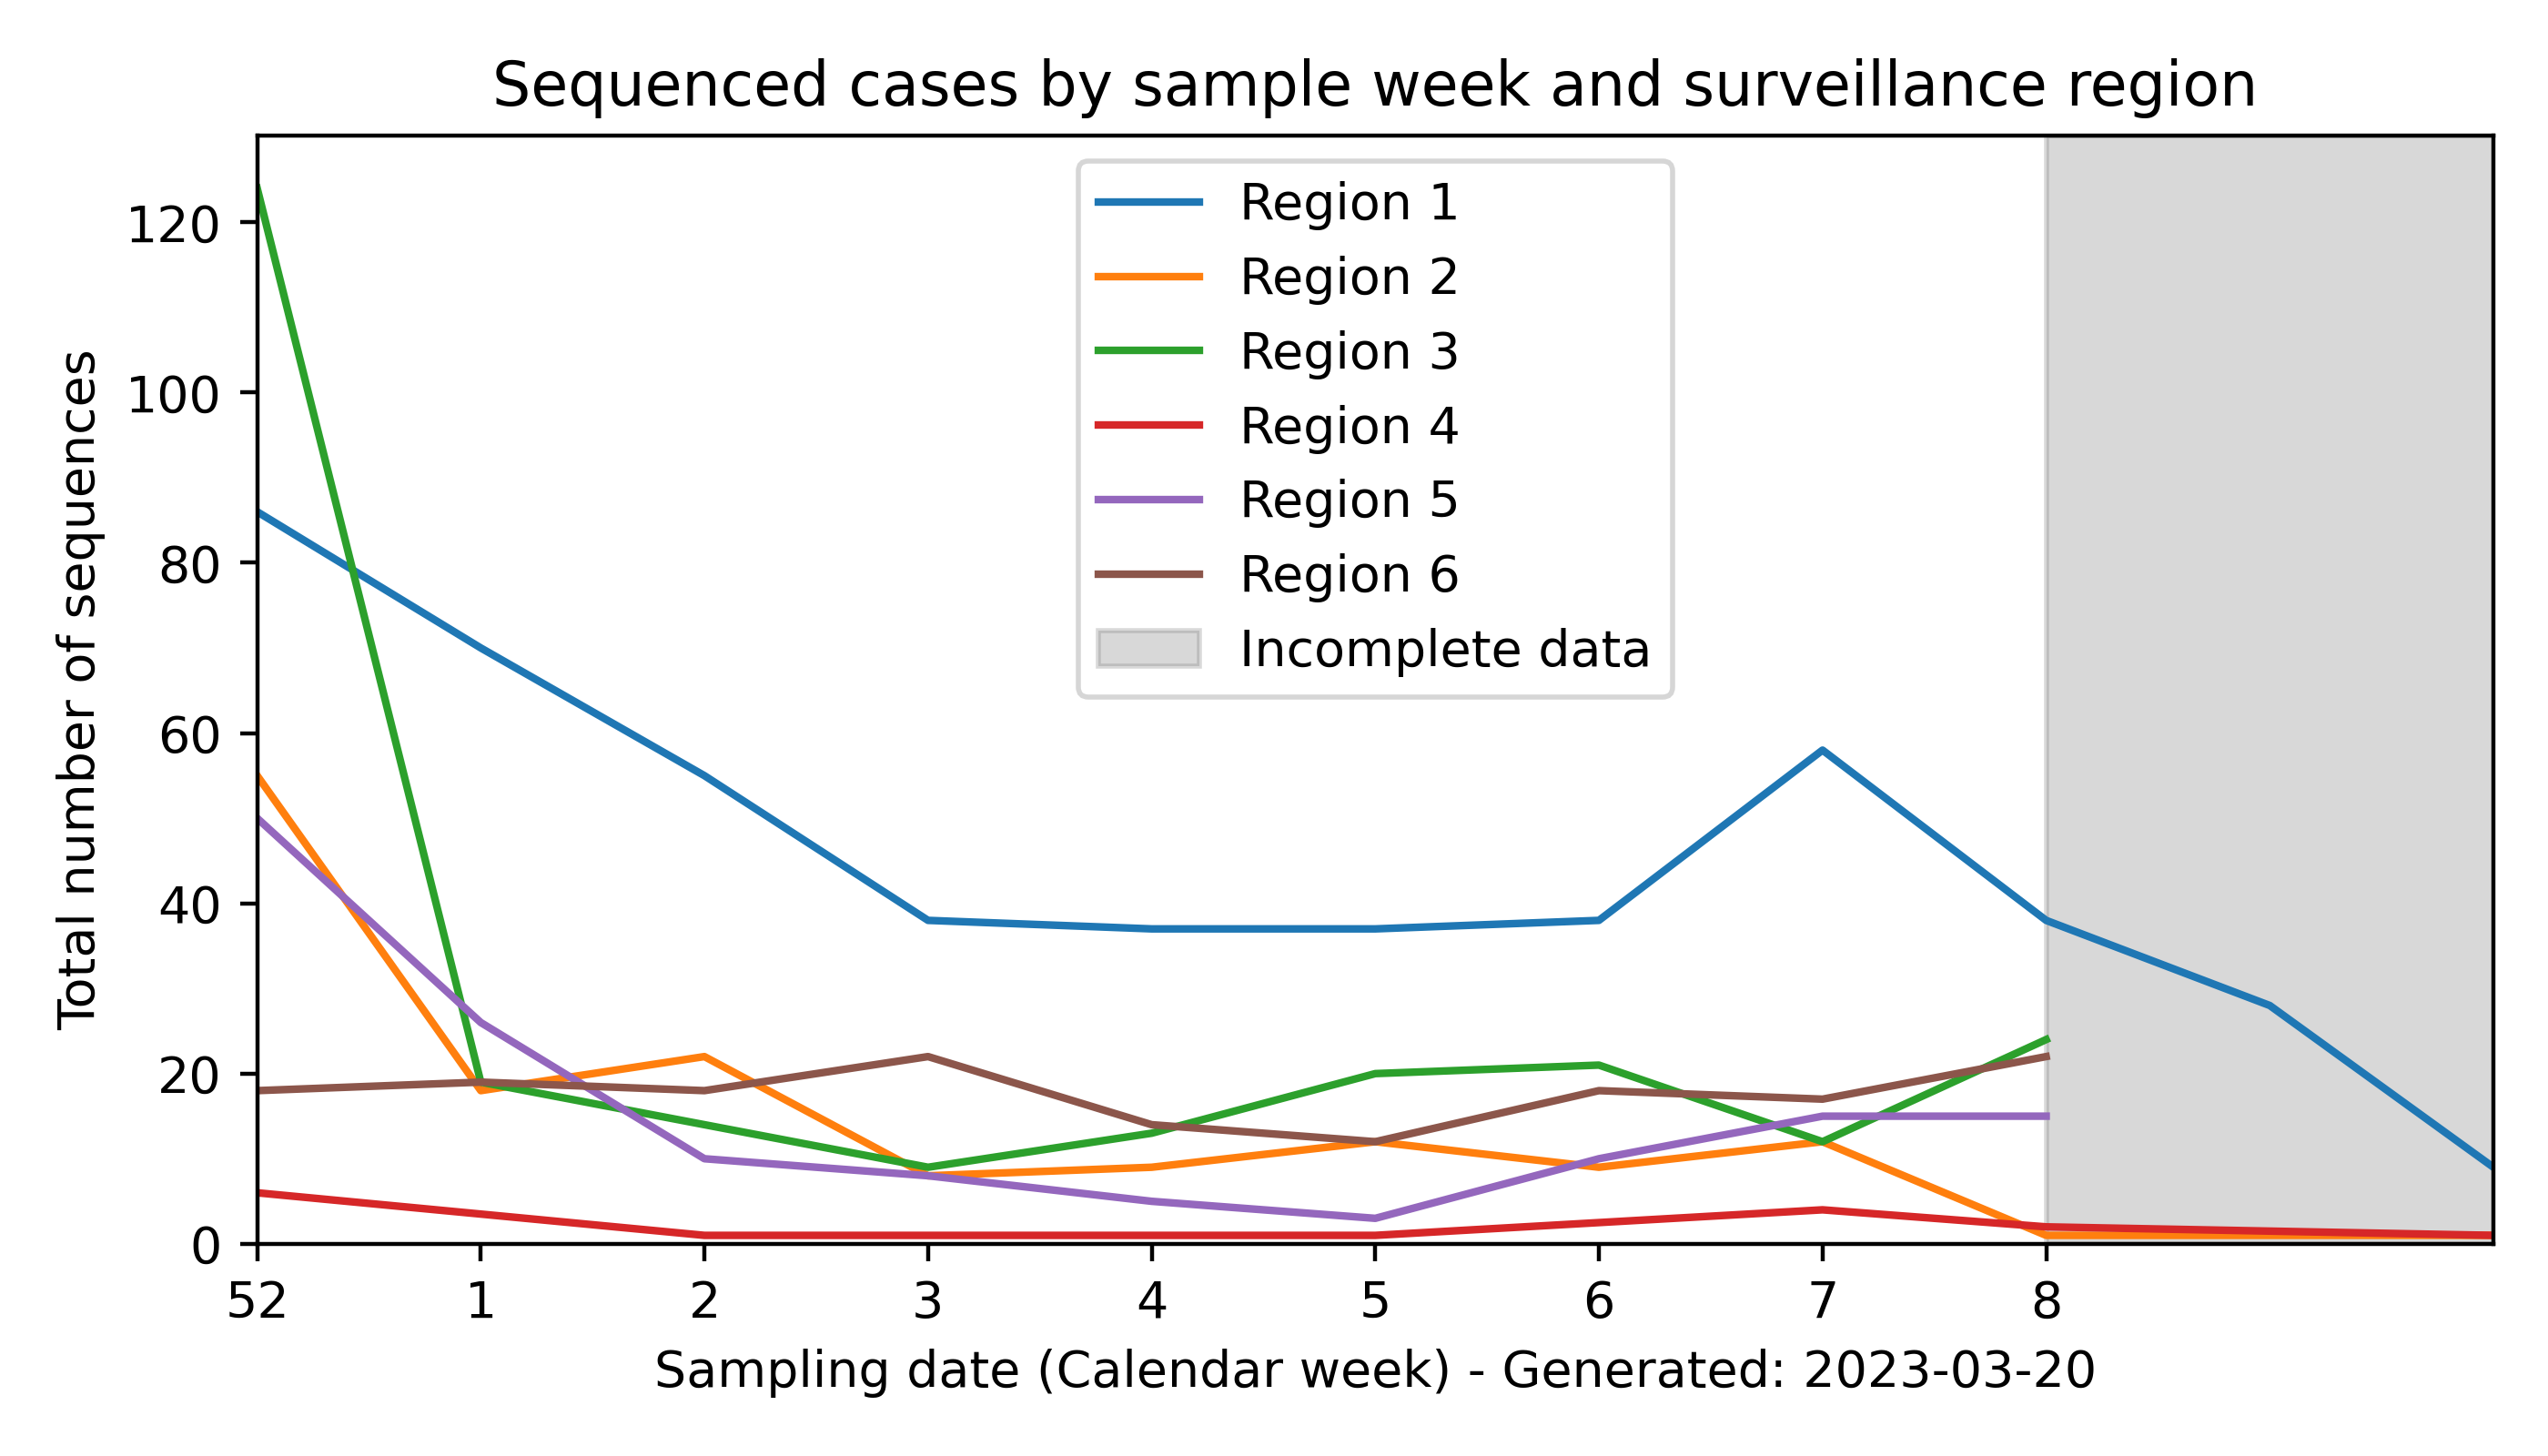 Sequenced cases by sample week and surveillance region
Total number of sequences
120
100
80
60
40
20
0
Region 1
Region 2
Region 3
Region 4
Region 5
Region 6
Incomplete data
52 1 2 3 4 5 6 7 8
Sampling date (Calendar week) - Generated: 2023-03-20